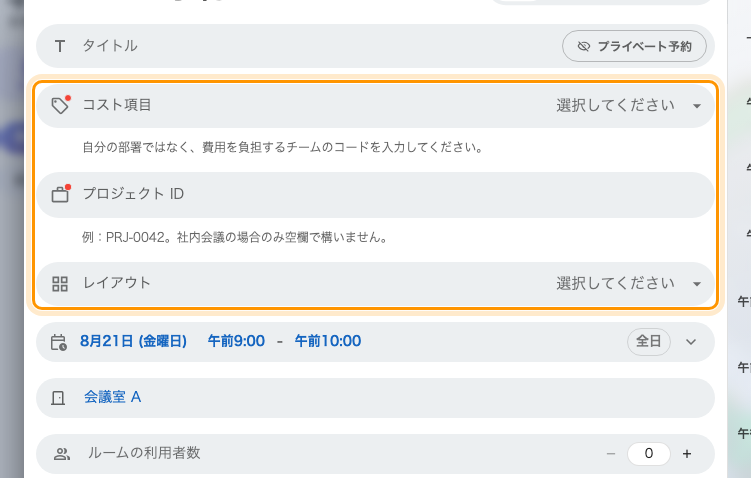 タイトル プライベート予約
コスト項目 選択してください
自分の部署ではなく、費用を負担するチームのコードを入力してください。
プロジェクト ID
例：PRJ-0042。社内会議の場合のみ空欄で構いません。
レイアウト 選択してください
8月21日 (金曜日) 午前9:00 - 午前10:00 全日
会議室 A
ルームの利用者数 − 0 +